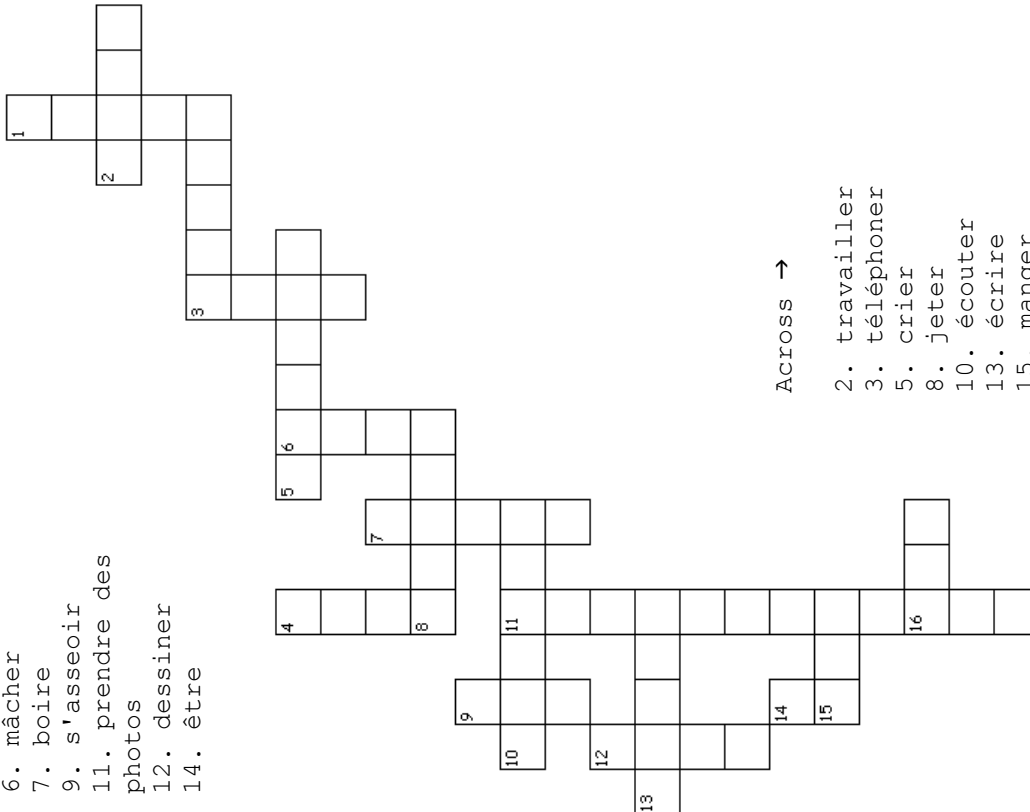 6. mâcher
7. boire
9. s'asseoir
11. prendre des
photos
12. dessiner
14. être
1
2
3
4
5
6
7
8
9
10
11
12
13
14
15
16
Across →
2. travailler
3. téléphoner
5. crier
8. jeter
10. écouter
13. écrire
15. manger